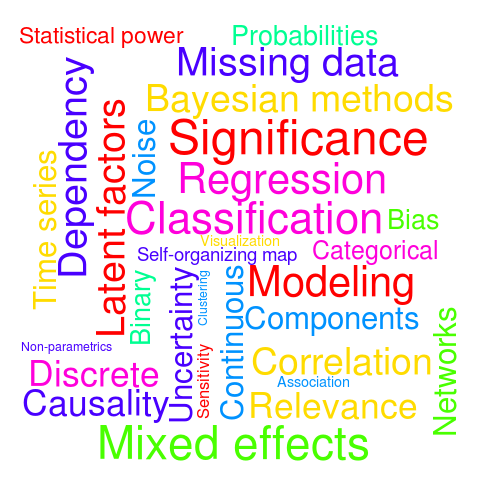 Statistical power
Probabilities
Missing data
Dependency
Bayesian methods
Latent factors
Noise
Significance
Time series
Regression
Classification
Bias
Visualization
Self-organizing map
Categorical
Binary
Uncertainty
Clustering
Continuous
Modeling
Components
Networks
Non-parametrics
Discrete
Sensitivity
Correlation
Association
Causality
Relevance
Mixed effects